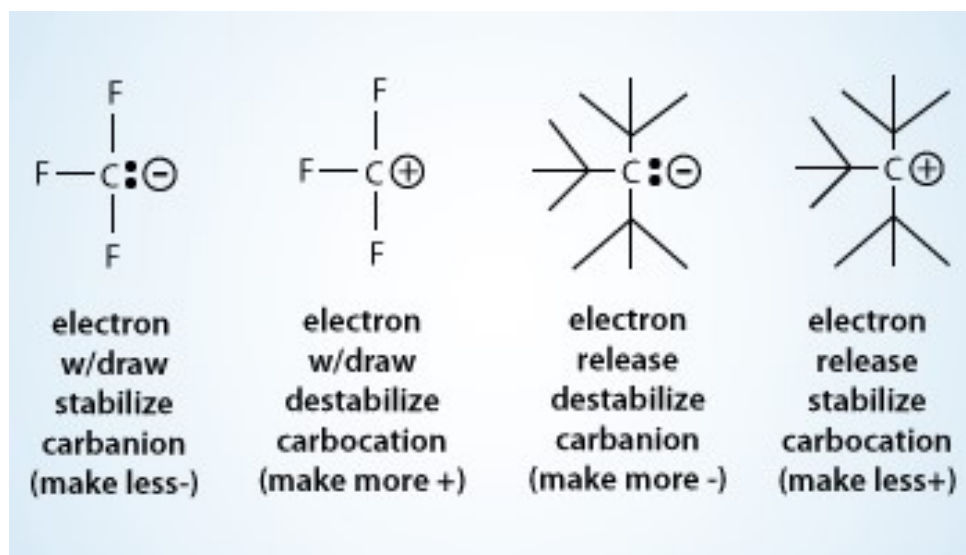 F
F
F—C:⊖
F—C⊕
C:⊖
C⊕
F
F
electron
w/draw
stabilize
carbanion
(make less-)
electron
w/draw
destabilize
carbocation
(make more +)
electron
release
destabilize
carbanion
(make more -)
electron
release
stabilize
carbocation
(make less+)